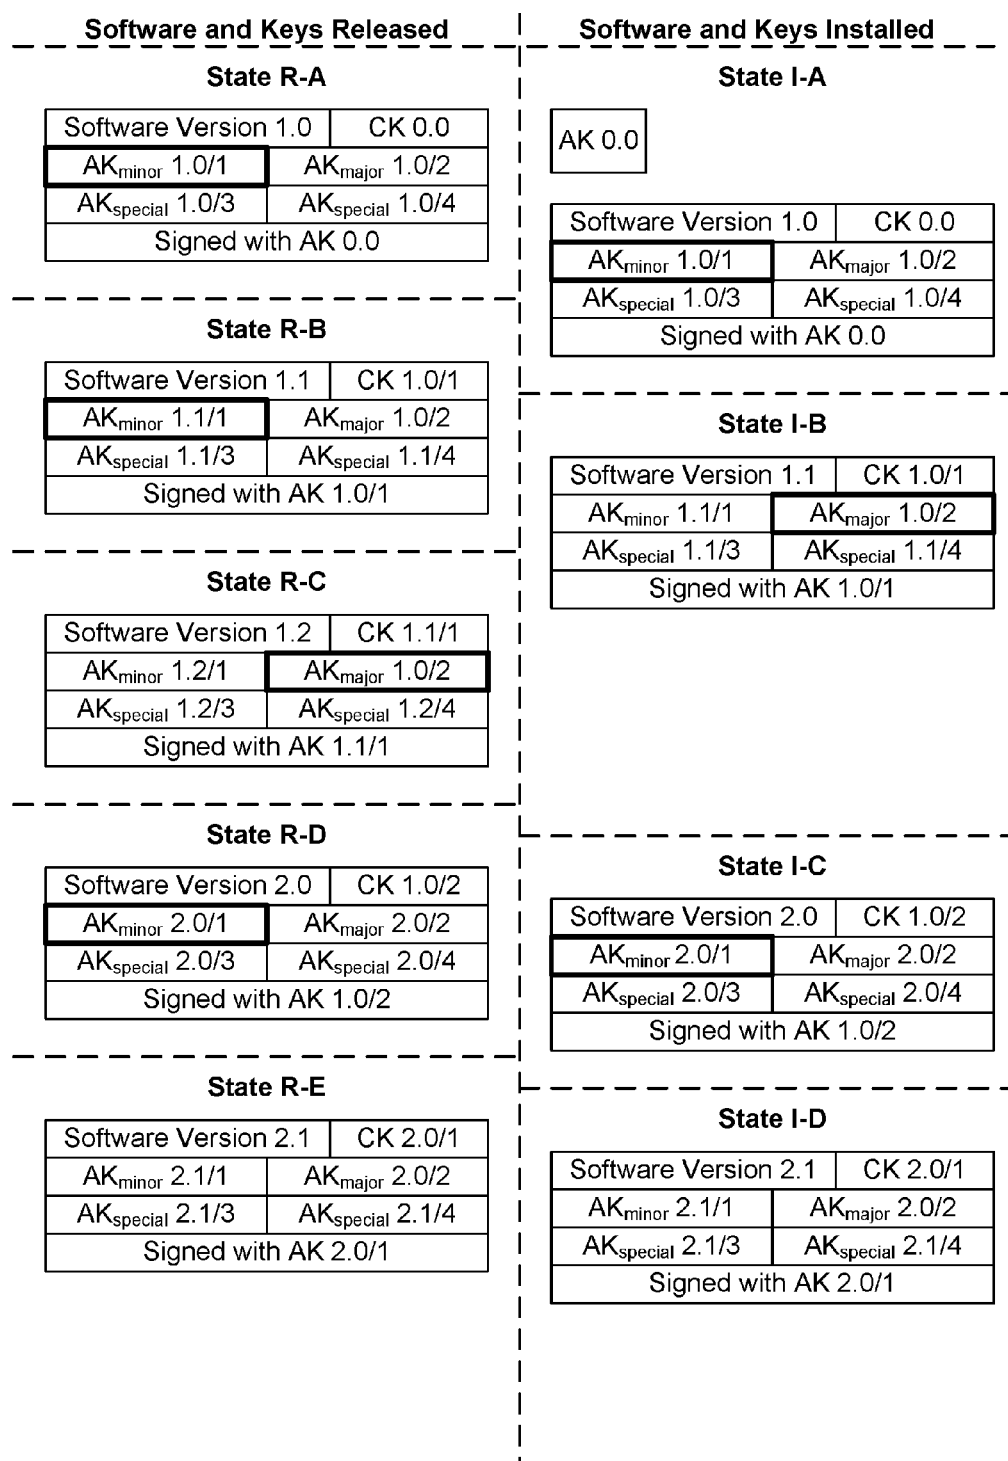 Software and Keys Released
State R-A
Software Version 1.0 CK 0.0
AKminor 1.0/1 AKmajor 1.0/2
AKspecial 1.0/3 AKspecial 1.0/4
Signed with AK 0.0
State R-B
Software Version 1.1 CK 1.0/1
AKminor 1.1/1 AKmajor 1.0/2
AKspecial 1.1/3 AKspecial 1.1/4
Signed with AK 1.0/1
State R-C
Software Version 1.2 CK 1.1/1
AKminor 1.2/1 AKmajor 1.0/2
AKspecial 1.2/3 AKspecial 1.2/4
Signed with AK 1.1/1
State R-D
Software Version 2.0 CK 1.0/2
AKminor 2.0/1 AKmajor 2.0/2
AKspecial 2.0/3 AKspecial 2.0/4
Signed with AK 1.0/2
State R-E
Software Version 2.1 CK 2.0/1
AKminor 2.1/1 AKmajor 2.0/2
AKspecial 2.1/3 AKspecial 2.1/4
Signed with AK 2.0/1
Software and Keys Installed
State I-A
AK 0.0
Software Version 1.0 CK 0.0
AKminor 1.0/1 AKmajor 1.0/2
AKspecial 1.0/3 AKspecial 1.0/4
Signed with AK 0.0
State I-B
Software Version 1.1 CK 1.0/1
AKminor 1.1/1 AKmajor 1.0/2
AKspecial 1.1/3 AKspecial 1.1/4
Signed with AK 1.0/1
State I-C
Software Version 2.0 CK 1.0/2
AKminor 2.0/1 AKmajor 2.0/2
AKspecial 2.0/3 AKspecial 2.0/4
Signed with AK 1.0/2
State I-D
Software Version 2.1 CK 2.0/1
AKminor 2.1/1 AKmajor 2.0/2
AKspecial 2.1/3 AKspecial 2.1/4
Signed with AK 2.0/1